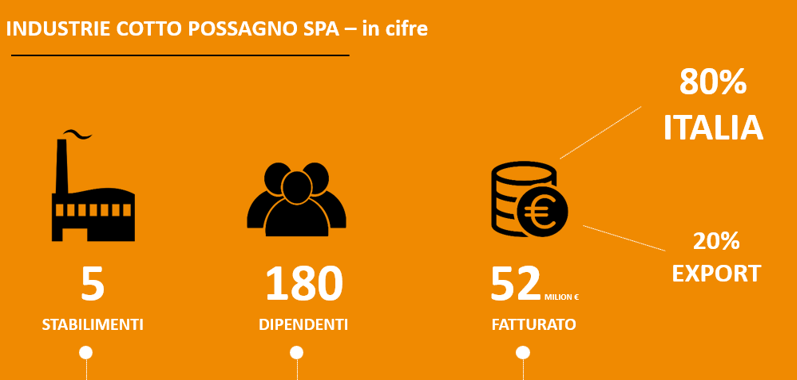 INDUSTRIE COTTO POSSAGNO SPA – in cifre
80%
ITALIA
20%
EXPORT
5
STABILIMENTI
180
DIPENDENTI
52 MILION €
FATTURATO